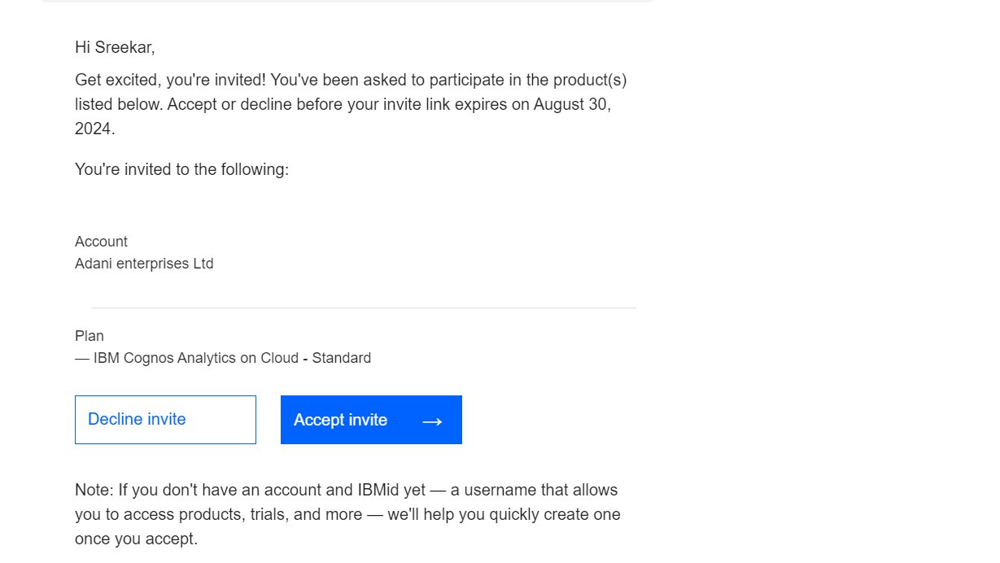 Hi Sreekar,
Get excited, you're invited! You've been asked to participate in the product(s)
listed below. Accept or decline before your invite link expires on August 30,
2024.
You're invited to the following:
Account
Adani enterprises Ltd
Plan
— IBM Cognos Analytics on Cloud - Standard
Decline invite
Accept invite →
Note: If you don't have an account and IBMid yet — a username that allows
you to access products, trials, and more — we'll help you quickly create one
once you accept.